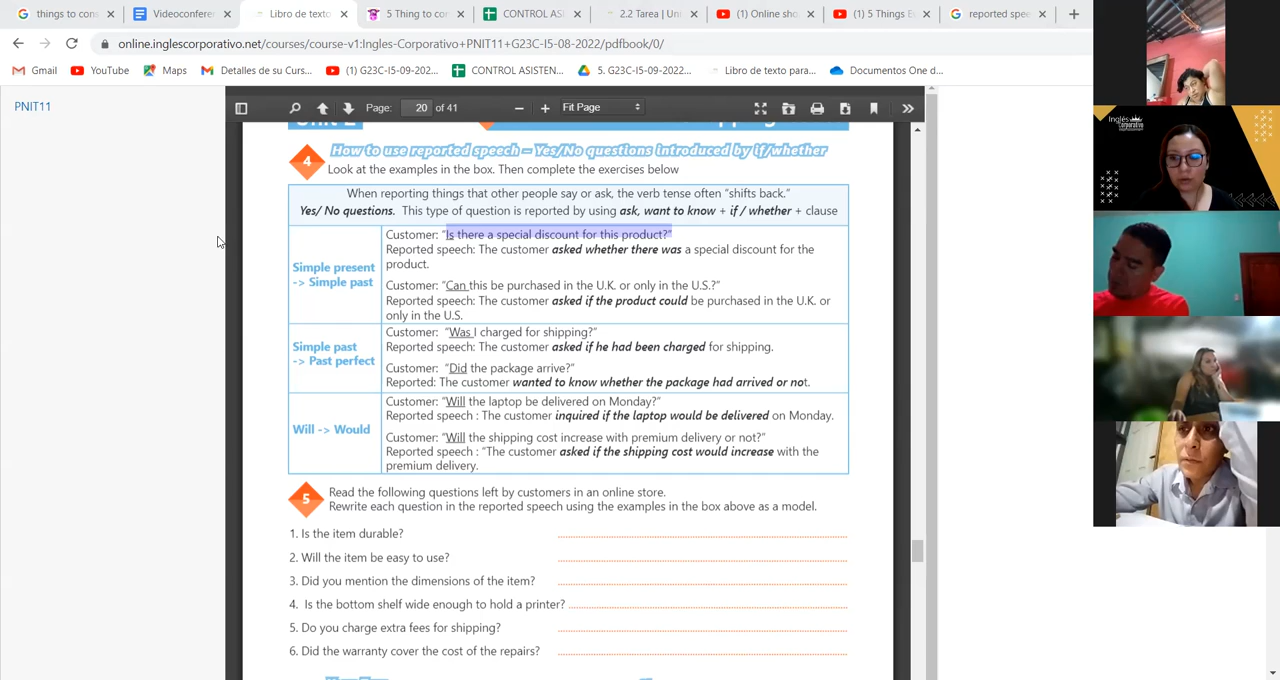 things to cons
Videoconferen
Libro de texto
5 Thing to con
CONTROL ASI
2.2 Tarea | Un
(1) Online sho
(1) 5 Things E
reported spee
online.inglescorporativo.net/courses/course-v1:Ingles-Corporativo+PNIT11+G23C-I5-08-2022/pdfbook/0/
Gmail
YouTube
Maps
Detalles de su Curs...
(1) G23C-I5-09-202...
CONTROL ASISTEN...
5. G23C-I5-09-2022...
Libro de texto para...
Documentos One d...
PNIT11
Page: 20 of 41
Fit Page
4
How to use reported speech – Yes/No questions introduced by if/whether
Look at the examples in the box. Then complete the exercises below
When reporting things that other people say or ask, the verb tense often "shifts back."
Yes/ No questions. This type of question is reported by using ask, want to know + if / whether + clause
Simple present
-> Simple past
Customer: "Is there a special discount for this product?"
Reported speech: The customer asked whether there was a special discount for the
product.
Customer: "Can this be purchased in the U.K. or only in the U.S.?"
Reported speech: The customer asked if the product could be purchased in the U.K. or
only in the U.S.
Simple past
-> Past perfect
Customer: "Was I charged for shipping?"
Reported speech: The customer asked if he had been charged for shipping.
Customer: "Did the package arrive?"
Reported: The customer wanted to know whether the package had arrived or not.
Will -> Would
Customer: "Will the laptop be delivered on Monday?"
Reported speech : The customer inquired if the laptop would be delivered on Monday.
Customer: "Will the shipping cost increase with premium delivery or not?"
Reported speech : "The customer asked if the shipping cost would increase with the
premium delivery.
5
Read the following questions left by customers in an online store.
Rewrite each question in the reported speech using the examples in the box above as a model.
1. Is the item durable?
2. Will the item be easy to use?
3. Did you mention the dimensions of the item?
4. Is the bottom shelf wide enough to hold a printer?
5. Do you charge extra fees for shipping?
6. Did the warranty cover the cost of the repairs?
Inglés
Corporativo